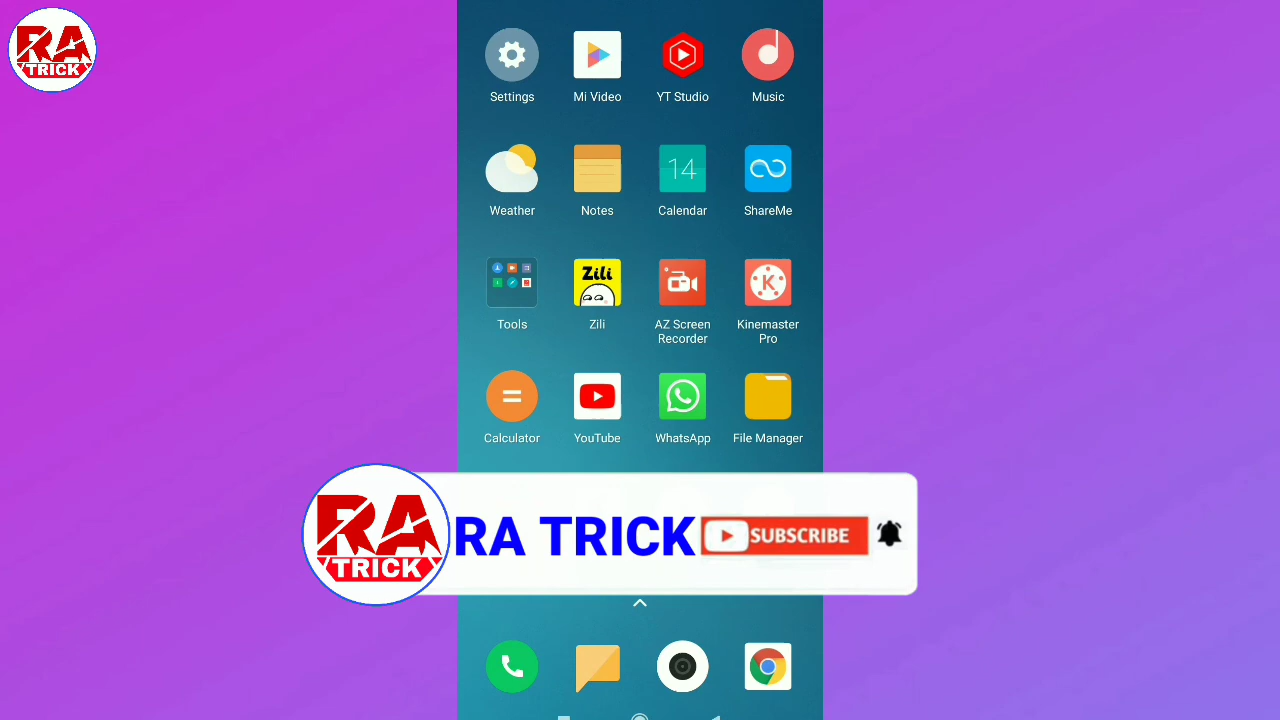 RA
TRICK
Settings Mi Video YT Studio Music
14
Weather Notes Calendar ShareMe
Zili
K
Tools Zili AZ Screen Recorder Kinemaster Pro
Calculator YouTube WhatsApp File Manager
RA
TRICK
RA TRICK SUBSCRIBE